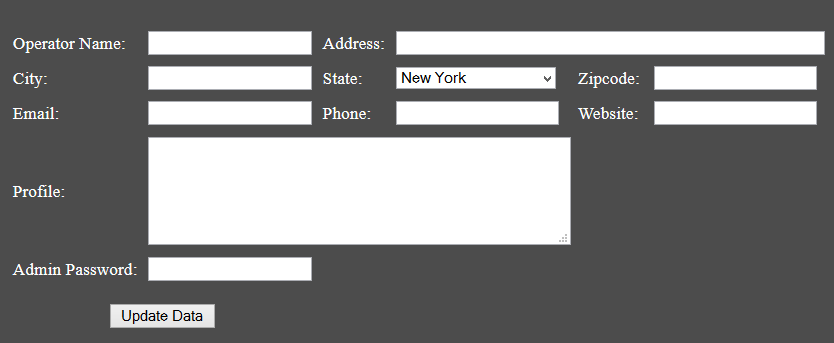 Operator Name: Address:
City: State: New York Zipcode:
Email: Phone: Website:
Profile:
Admin Password:
Update Data